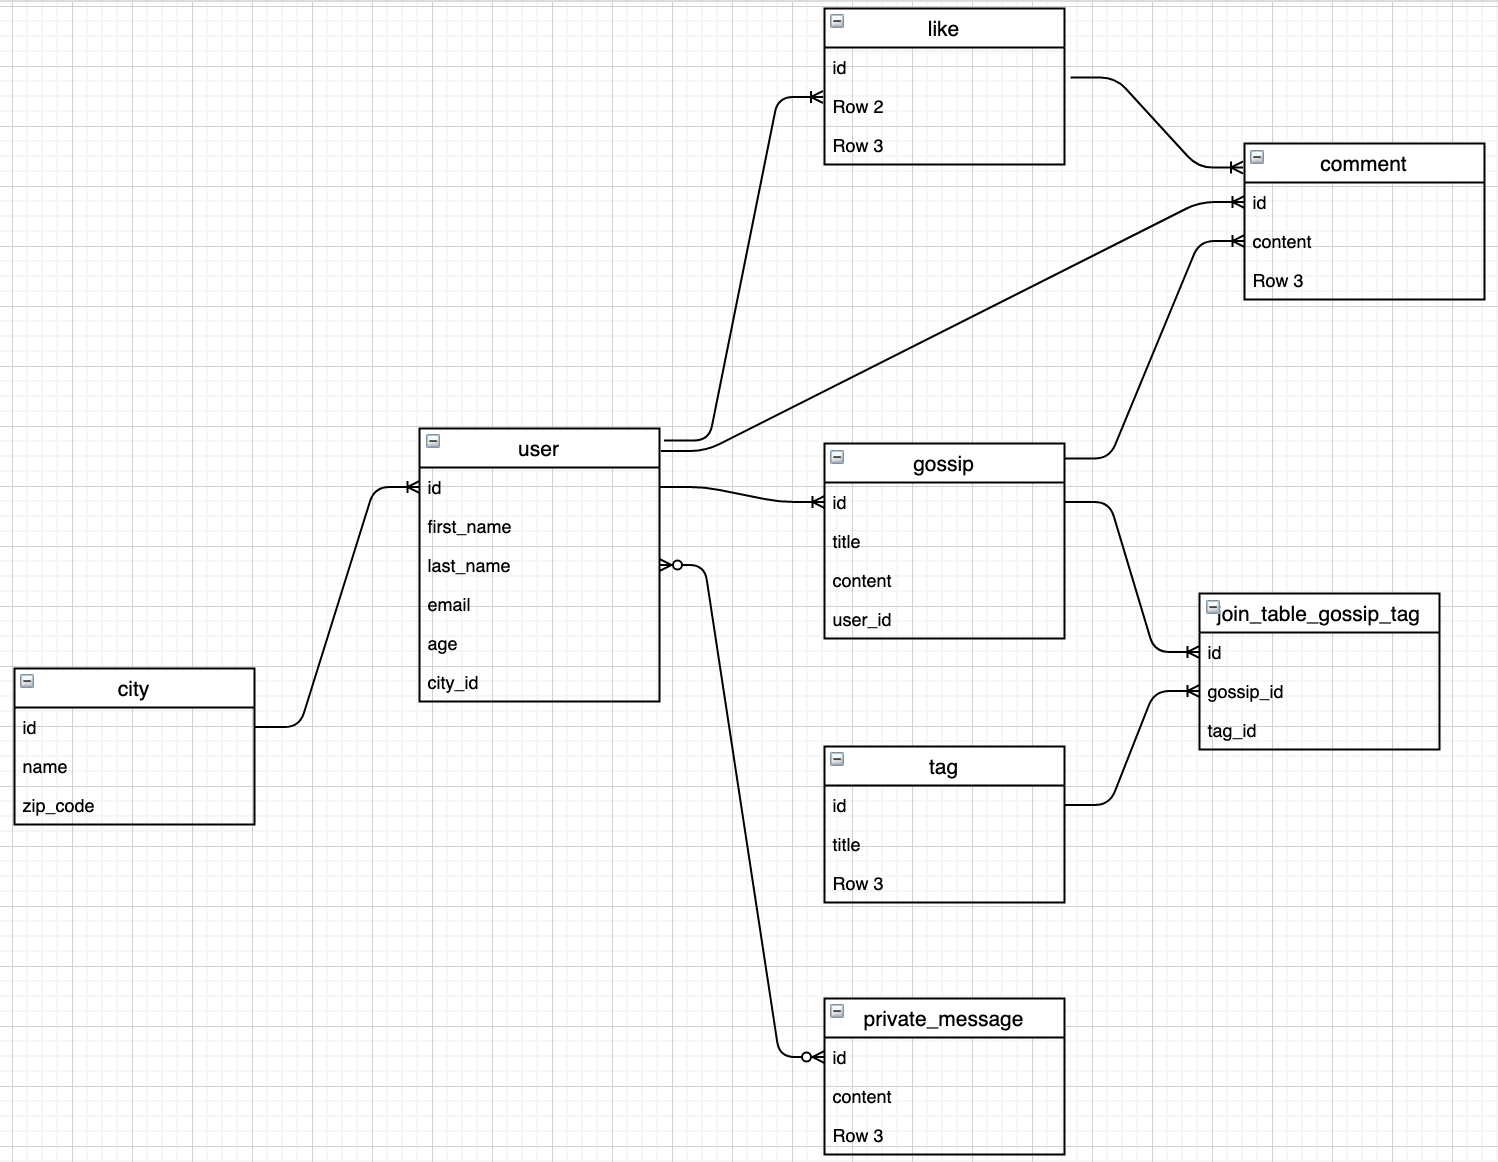 like
id
Row 2
Row 3
comment
id
content
Row 3
user
id
first_name
last_name
email
age
city_id
gossip
id
title
content
user_id
join_table_gossip_tag
id
gossip_id
tag_id
city
id
name
zip_code
tag
id
title
Row 3
private_message
id
content
Row 3